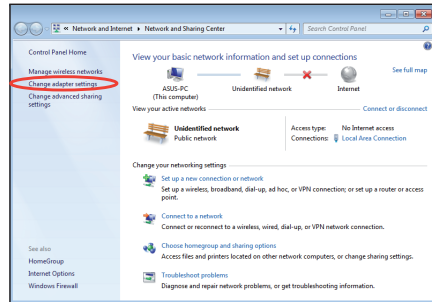 « Network and Internet ▸ Network and Sharing Center
Search Control Panel
Control Panel Home
Manage wireless networks
Change adapter settings
Change advanced sharing
settings
View your basic network information and set up connections
See full map
ASUS-PC
(This computer)
Unidentified network
Internet
View your active networks
Connect or disconnect
Unidentified network
Public network
Access type: No Internet access
Connections: Local Area Connection
Change your networking settings
Set up a new connection or network
Set up a wireless, broadband, dial-up, ad hoc, or VPN connection; or set up a router or access
point.
Connect to a network
Connect or reconnect to a wireless, wired, dial-up, or VPN network connection.
Choose homegroup and sharing options
Access files and printers located on other network computers, or change sharing settings.
Troubleshoot problems
Diagnose and repair network problems, or get troubleshooting information.
See also
HomeGroup
Internet Options
Windows Firewall